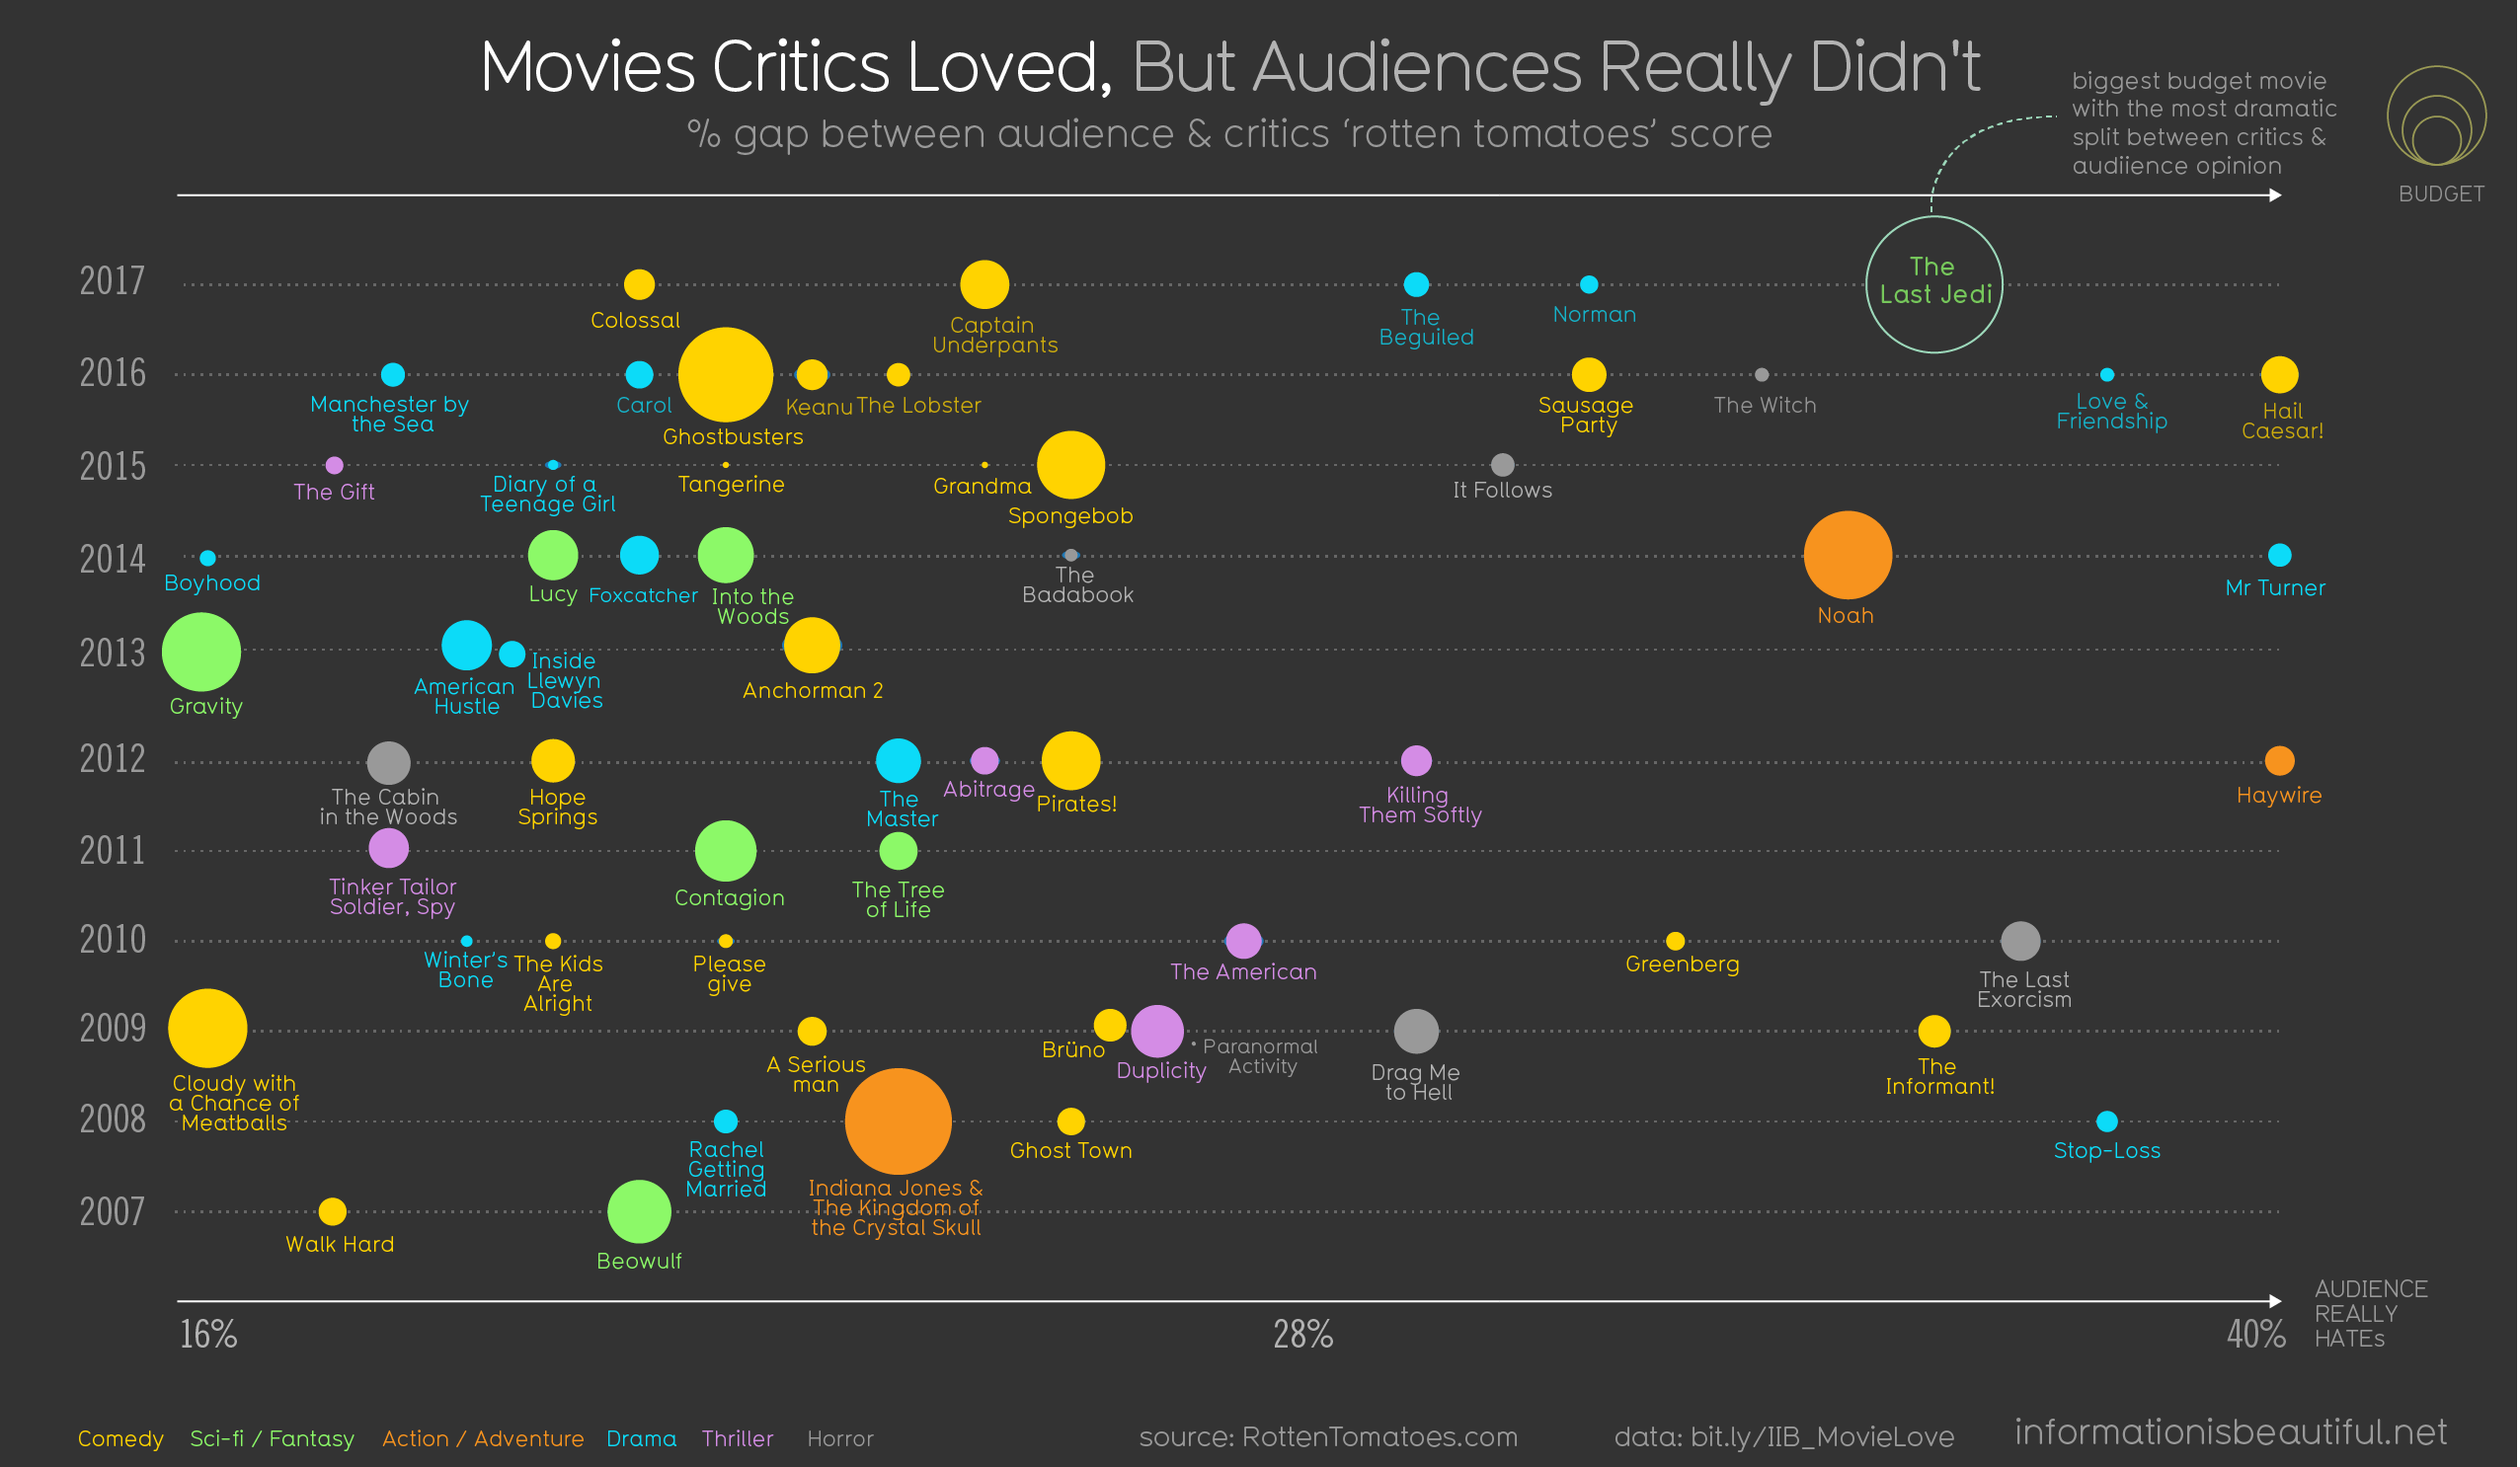 Movies Critics Loved, But Audiences Really Didn't
% gap between audience & critics ‘rotten tomatoes’ score
biggest budget movie
with the most dramatic
split between critics &
audiience opinion
BUDGET
2017
Colossal
Captain
Underpants
The
Beguiled
Norman
The
Last Jedi
2016
Manchester by
the Sea
Carol
Ghostbusters
Keanu
The Lobster
Sausage
Party
The Witch
Love &
Friendship
Hail
Caesar!
2015
The Gift
Diary of a
Teenage Girl
Tangerine
Grandma
Spongebob
It Follows
2014
Boyhood
Lucy
Foxcatcher
Into the
Woods
The
Badabook
Noah
Mr Turner
2013
Gravity
American
Hustle
Inside
Llewyn
Davies
Anchorman 2
2012
The Cabin
in the Woods
Hope
Springs
The
Master
Abitrage
Pirates!
Killing
Them Softly
Haywire
2011
Tinker Tailor
Soldier, Spy
Contagion
The Tree
of Life
2010
Winter’s
Bone
The Kids
Are
Alright
Please
give
The American
Greenberg
The Last
Exorcism
2009
Cloudy with
a Chance of
Meatballs
A Serious
man
Brüno
Duplicity
Paranormal
Activity
Drag Me
to Hell
The
Informant!
2008
Rachel
Getting
Married
Indiana Jones &
The Kingdom of
the Crystal Skull
Ghost Town
Stop-Loss
2007
Walk Hard
Beowulf
16%
28%
40%
AUDIENCE
REALLY
HATEs
Comedy
Sci-fi / Fantasy
Action / Adventure
Drama
Thriller
Horror
source: RottenTomatoes.com
data: bit.ly/IIB_MovieLove
informationisbeautiful.net